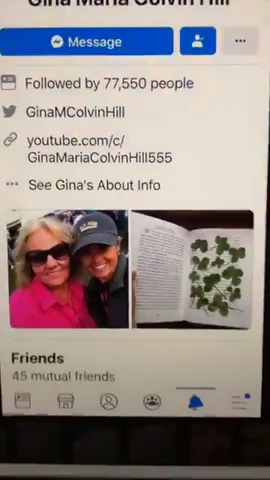 Gina Maria Colvin Hill
Message
Followed by 77,550 people
GinaMColvinHill
youtube.com/c/
GinaMariaColvinHill555
See Gina's About Info
Friends
45 mutual friends